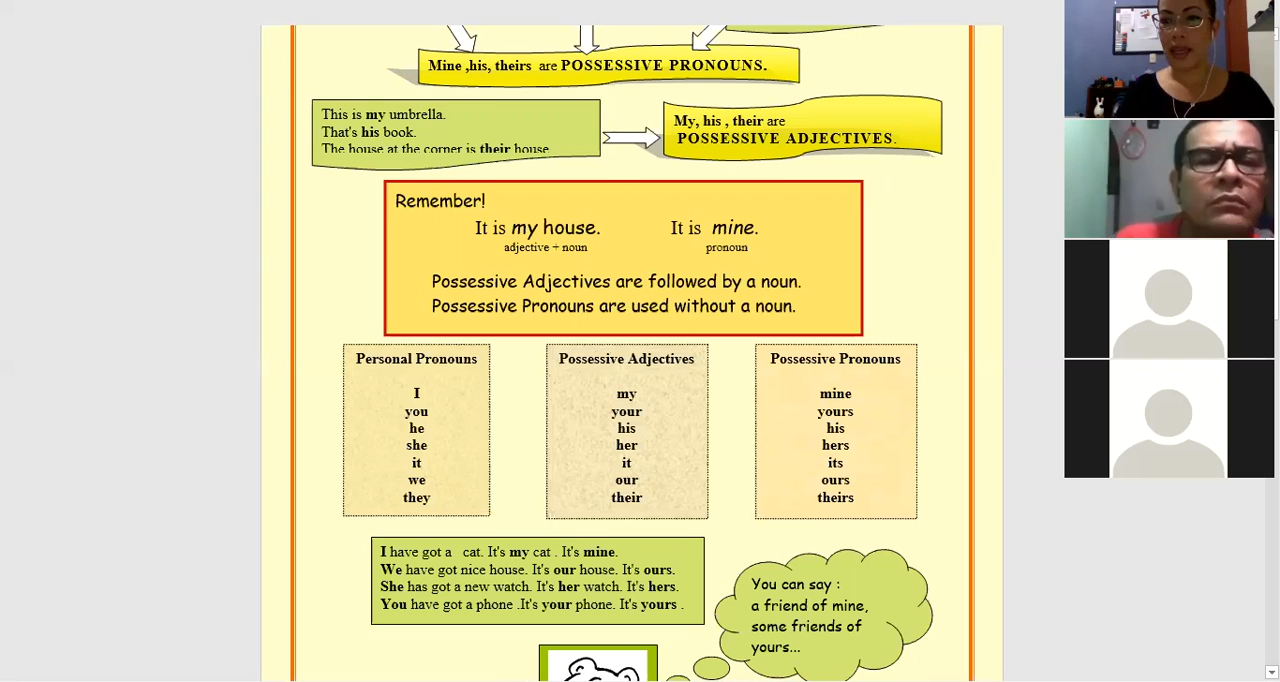 Mine ,his, theirs are POSSESSIVE PRONOUNS.
This is my umbrella.
That's his book.
The house at the corner is their house
My, his , their are
POSSESSIVE ADJECTIVES.
Remember!
It is my house.
adjective + noun
It is mine.
pronoun
Possessive Adjectives are followed by a noun.
Possessive Pronouns are used without a noun.
Personal Pronouns
I
you
he
she
it
we
they
Possessive Adjectives
my
your
his
her
it
our
their
Possessive Pronouns
mine
yours
his
hers
its
ours
theirs
I have got a cat. It's my cat . It's mine.
We have got nice house. It's our house. It's ours.
She has got a new watch. It's her watch. It's hers.
You have got a phone .It's your phone. It's yours .
You can say :
a friend of mine,
some friends of
yours...